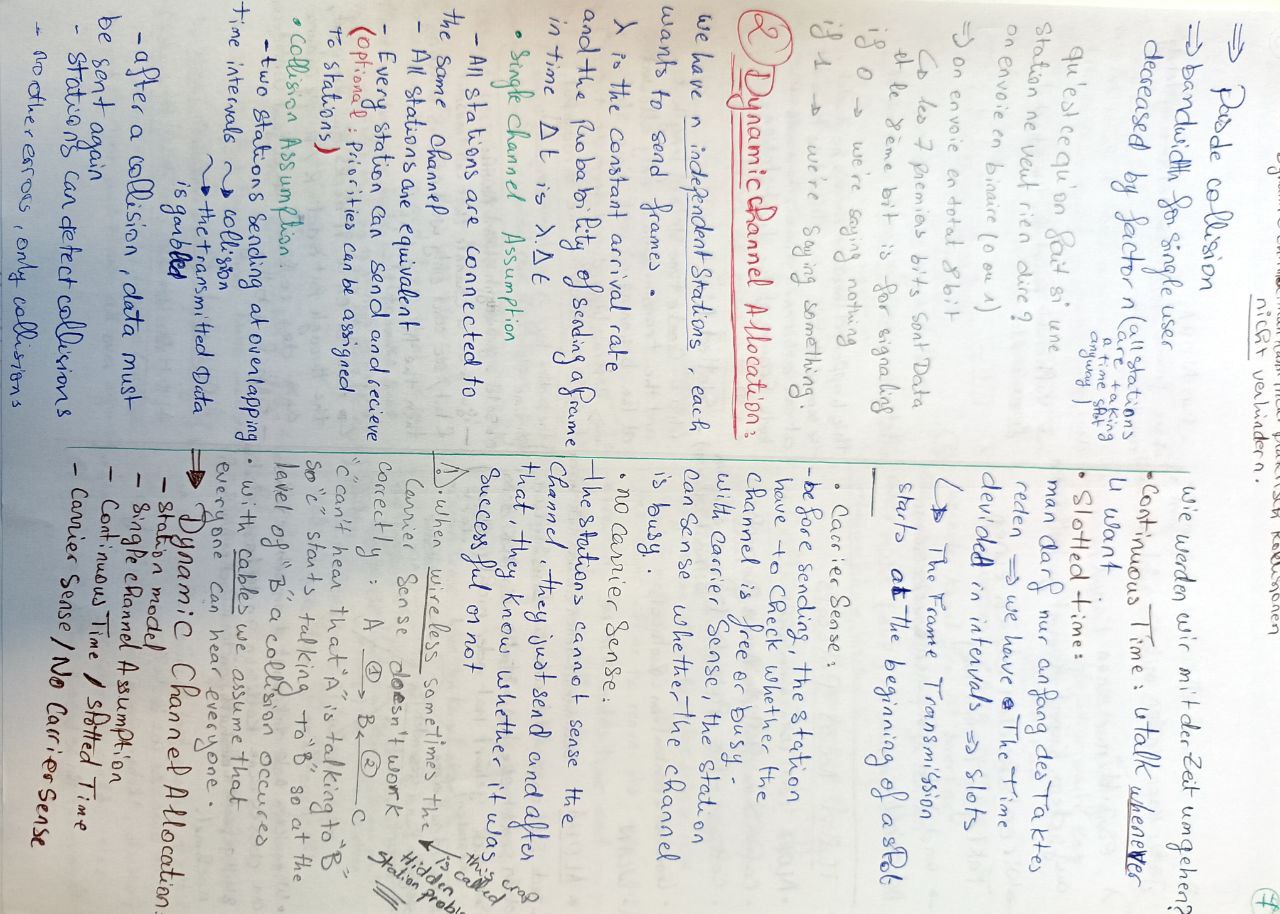 nicht verhindern.
7
⇒ Pas de collision
⇒ bandwidth for single user
decreased by factor n (all stations
are taking
a time slot
anyway)
qu'est ce qu'on fait si une
station ne veut rien dire?
on envoie en binaire (0 ou 1)
⇒ on envoie en total 8 bit
↳ les 7 premiers bits sont Data
et le 8ème bit is for signaling
if 0 → we're saying nothing
if 1 → we're saying something.
2 Dynamic channel Allocation:
we have n independent stations, each
wants to send frames.
λ is the constant arrival rate
and the Probability of sending a frame
in time Δt is λ.Δt
• Single channel Assumption
- All stations are connected to
the same channel
- All stations are equivalent
- Every station can send and recieve
(Optional: Priorities can be assigned
to stations)
• Collision Assumption.
- two stations sending at overlapping
time intervals ⤳ collision
⤳ the transmitted Data
is garbled
- after a collision, data must
be sent again
- Stations can detect collisions
- no other errors, only collisions
wie werden wir mit der Zeit umgehen?
• Continuous Time: u talk whenever
u want.
• Slotted time:
man darf nur anfang des Taktes
reden ⇒ we have The Time
devided in intervals ⇒ slots
↳ The Frame Transmission
starts at the beginning of a slot
• Carrier Sense:
- before sending, the station
have to check whether the
channel is free or busy.
with carrier Sense, the station
can sense whether the channel
is busy.
• no carrier Sense:
the stations cannot sense the
channel, they just send and after
that, they know whether it was
successful or not
⚠. when wireless sometimes the
Carrier Sense doesn't work
correctly: A ①→ B ←② C
this crap
is called
Hidden
station prob
"C" can't hear that "A" is talking to "B"
so "C" starts talking to "B" so at the
level of "B" a collision occures
• with cables we assume that
everyone can hear everyone.
⇒ Dynamic Channel Allocation.
- Station model
- Single channel Assumption
- Continuous Time / Slotted Time
- Carrier Sense / No Carrier Sense